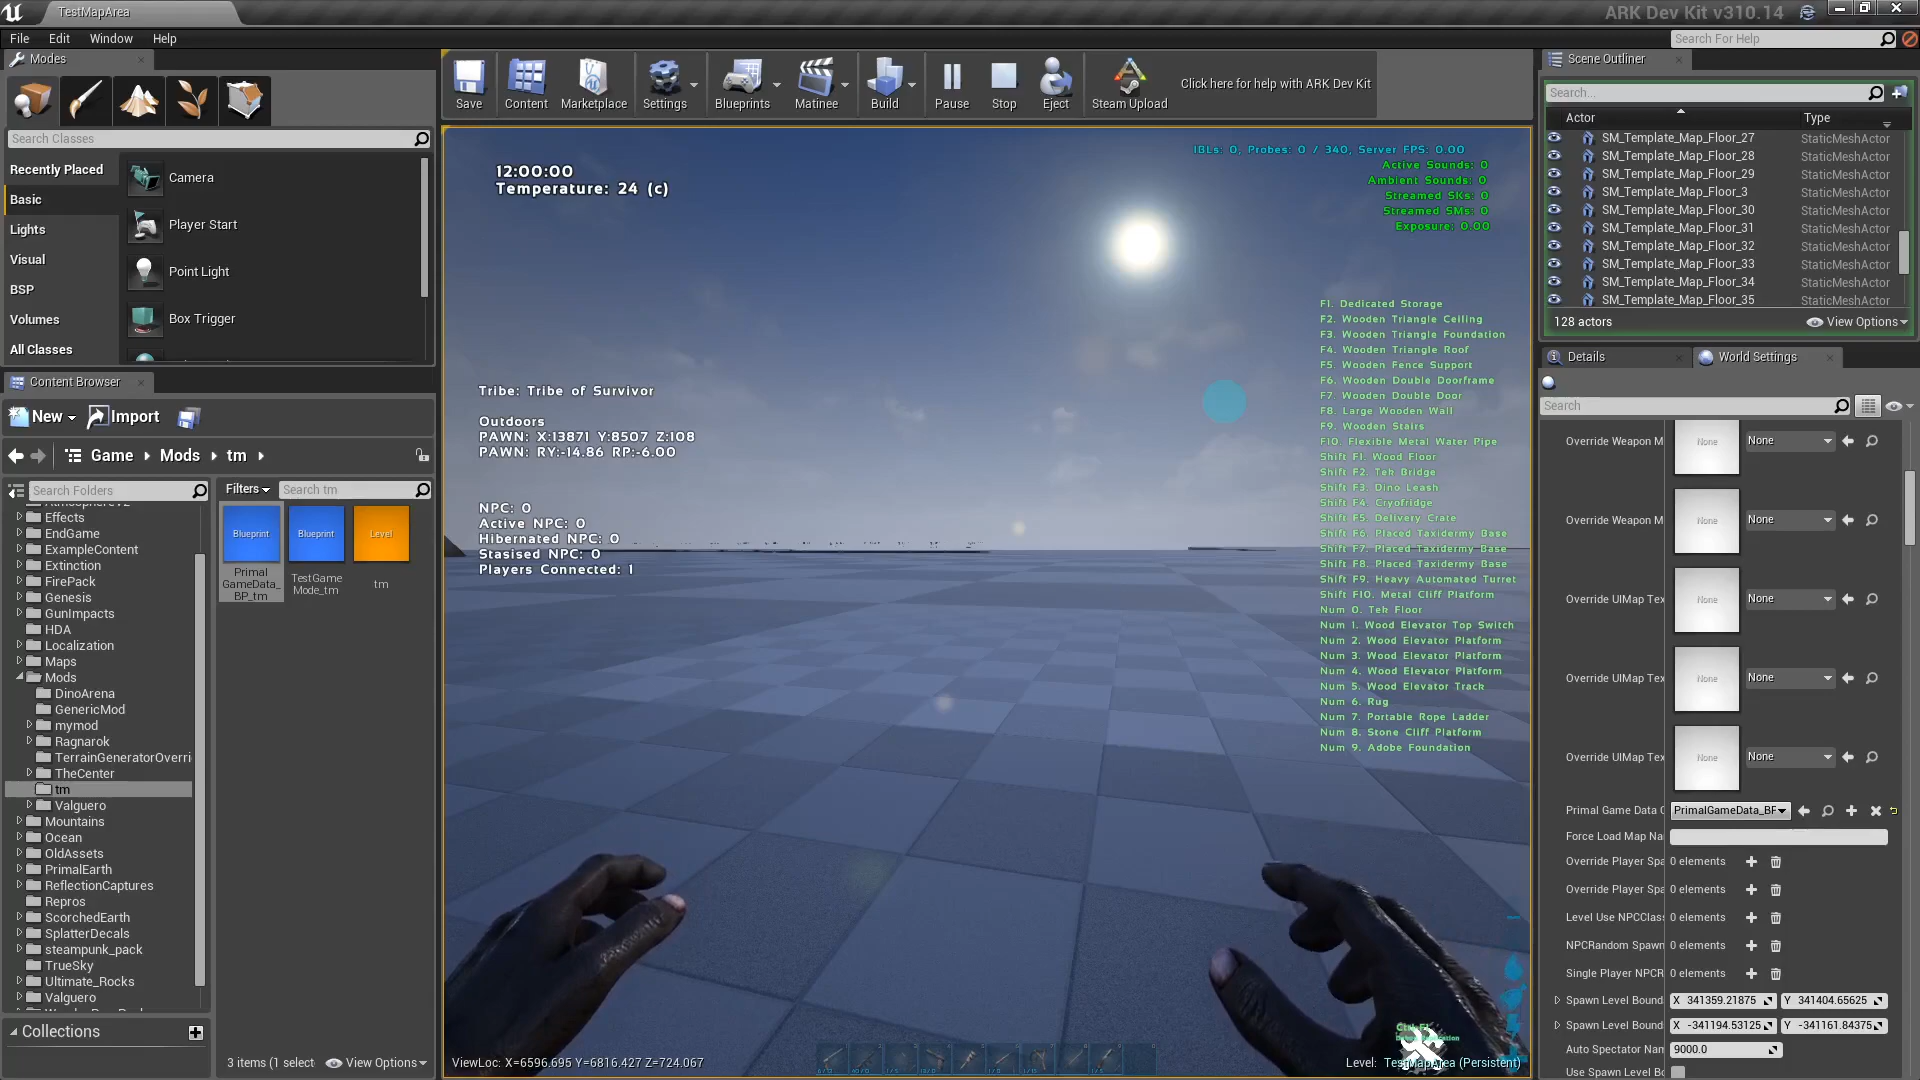 TestMapArea
ARK Dev Kit v310.14
File Edit Window Help
Search For Help
Modes
Search Classes
Recently Placed
Basic
Lights
Visual
BSP
Volumes
All Classes
Camera
Player Start
Point Light
Box Trigger
Save
Content
Marketplace
Settings
Blueprints
Matinee
Build
Pause
Stop
Eject
Steam Upload
Click here for help with ARK Dev Kit
Content Browser
New
Import
Game Mods tm
Search Folders
Filters
Search tm
Effects
EndGame
ExampleContent
Extinction
FirePack
Genesis
GunImpacts
HDA
Localization
Maps
Mods
DinoArena
GenericMod
mymod
Ragnarok
TerrainGeneratorOverri
TheCenter
tm
Valguero
Mountains
Ocean
OldAssets
PrimalEarth
ReflectionCaptures
Repros
ScorchedEarth
SplatterDecals
steampunk_pack
TrueSky
Ultimate_Rocks
Valguero
Collections
Blueprint
Primal
GameData_
BP_tm
Blueprint
TestGame
Mode_tm
Level
tm
3 items (1 select
View Options
12:00:00
Temperature: 24 (c)
IBLs: 0, Probes: 0 / 340, Server FPS: 0.00
Active Sounds: 0
Ambient Sounds: 0
Streamed SKs: 0
Streamed SMs: 0
Exposure: 0.00
Tribe: Tribe of Survivor
Outdoors
PAWN: X:13871 Y:8507 Z:108
PAWN: RY:-14.86 RP:-6.00
NPC: 0
Active NPC: 0
Hibernated NPC: 0
Stasised NPC: 0
Players Connected: 1
F1. Dedicated Storage
F2. Wooden Triangle Ceiling
F3. Wooden Triangle Foundation
F4. Wooden Triangle Roof
F5. Wooden Fence Support
F6. Wooden Double Doorframe
F7. Wooden Double Door
F8. Large Wooden Wall
F9. Wooden Stairs
F10. Flexible Metal Water Pipe
Shift F1. Wood Floor
Shift F2. Tek Bridge
Shift F3. Dino Leash
Shift F4. Cryofridge
Shift F5. Delivery Crate
Shift F6. Placed Taxidermy Base
Shift F7. Placed Taxidermy Base
Shift F8. Placed Taxidermy Base
Shift F9. Heavy Automated Turret
Shift F10. Metal Cliff Platform
Num 0. Tek Floor
Num 1. Wood Elevator Top Switch
Num 2. Wood Elevator Platform
Num 3. Wood Elevator Platform
Num 4. Wood Elevator Platform
Num 5. Wood Elevator Track
Num 6. Rug
Num 7. Portable Rope Ladder
Num 8. Stone Cliff Platform
Num 9. Adobe Foundation
ViewLoc: X=6596.695 Y=6816.427 Z=724.067
Level: TestMapArea (Persistent)
Scene Outliner
Search...
Actor Type
SM_Template_Map_Floor_27 StaticMeshActor
SM_Template_Map_Floor_28 StaticMeshActor
SM_Template_Map_Floor_29 StaticMeshActor
SM_Template_Map_Floor_3 StaticMeshActor
SM_Template_Map_Floor_30 StaticMeshActor
SM_Template_Map_Floor_31 StaticMeshActor
SM_Template_Map_Floor_32 StaticMeshActor
SM_Template_Map_Floor_33 StaticMeshActor
SM_Template_Map_Floor_34 StaticMeshActor
SM_Template_Map_Floor_35 StaticMeshActor
128 actors
View Options
Details
World Settings
Search
Override Weapon M None None
Override Weapon M None None
Override UIMap Tex None None
Override UIMap Tex None None
Override UIMap Tex None None
Primal Game Data C PrimalGameData_BF
Force Load Map Na
Override Player Spa 0 elements
Override Player Spa 0 elements
Level Use NPCClass 0 elements
NPCRandom Spawn 0 elements
Single Player NPCR 0 elements
Spawn Level Bound X 341359.21875 Y 341404.65625
Spawn Level Bound X -341194.53125 Y -341161.84375
Auto Spectator Nam 9000.0
Use Spawn Level Bo